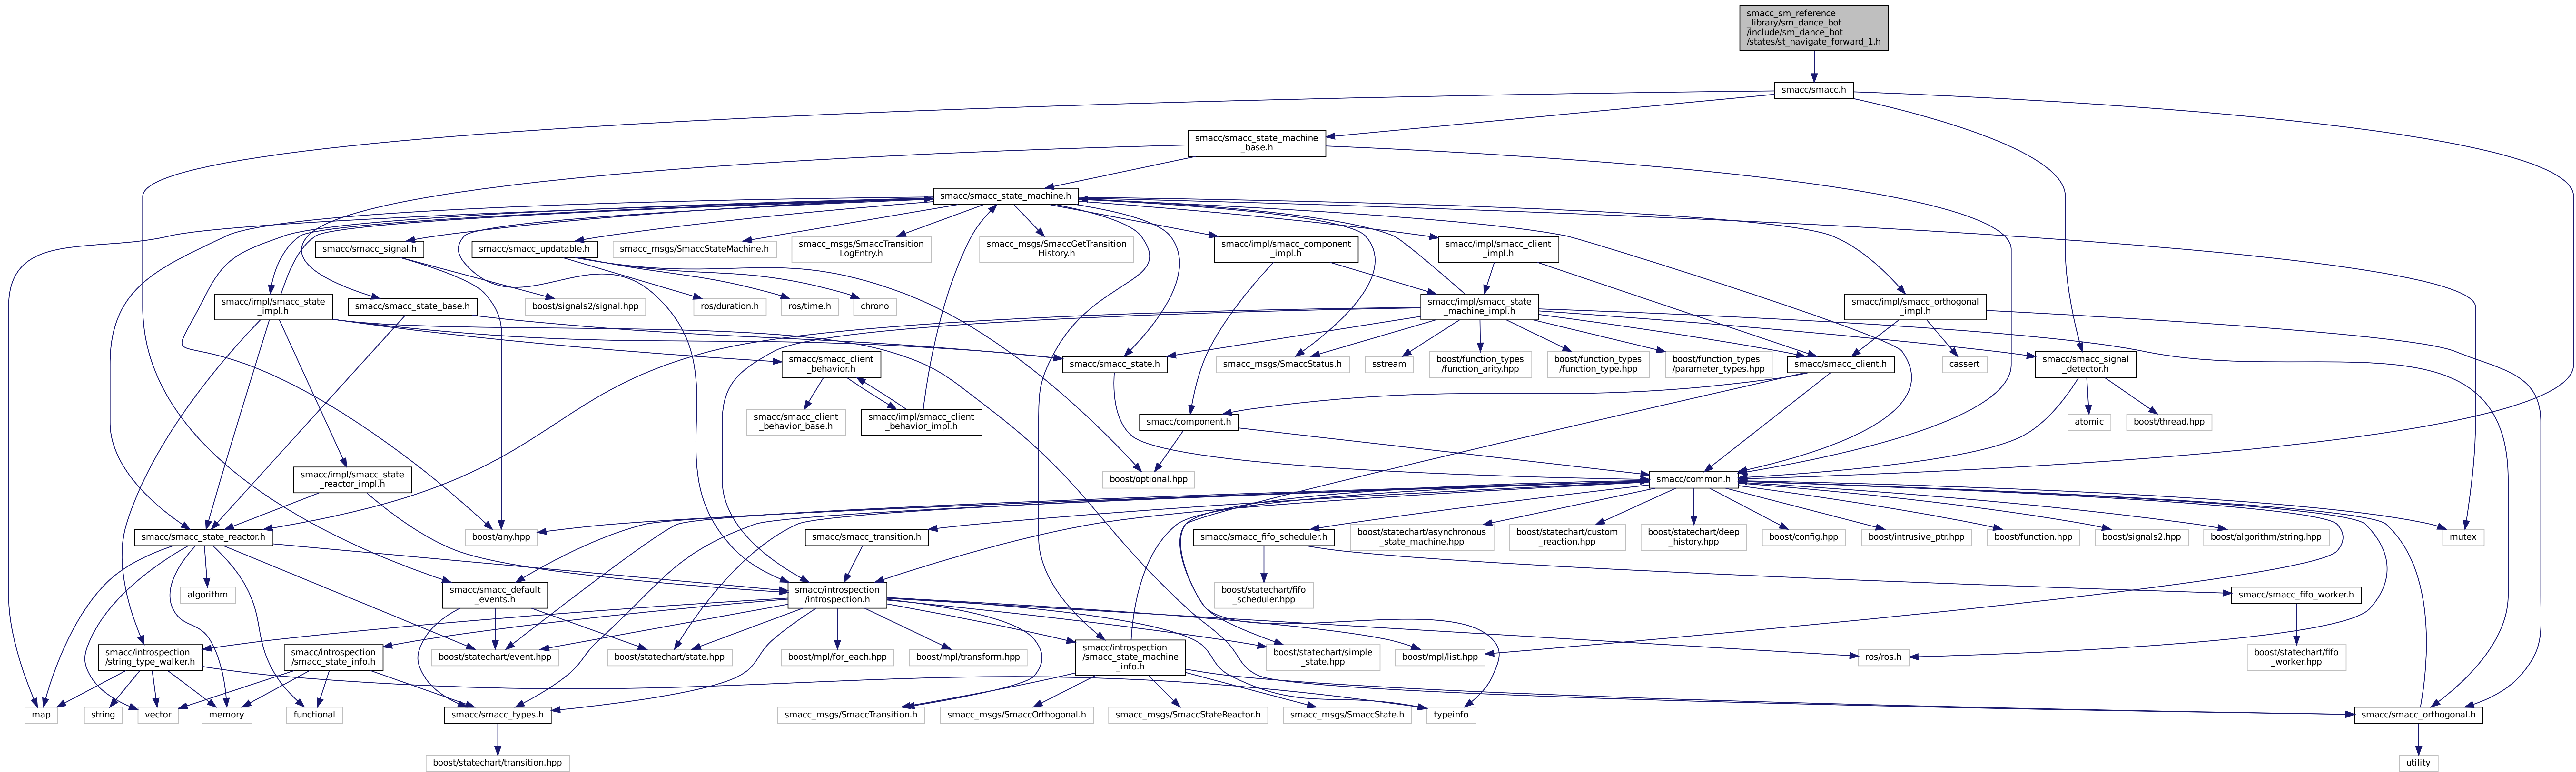 smacc_sm_reference
_library/sm_dance_bot
/include/sm_dance_bot
/states/st_navigate_forward_1.h
smacc/smacc.h
smacc/smacc_state_machine
_base.h
smacc/smacc_state_machine.h
smacc/smacc_signal.h
smacc/smacc_updatable.h
smacc_msgs/SmaccStateMachine.h
smacc_msgs/SmaccTransition
LogEntry.h
smacc_msgs/SmaccGetTransition
History.h
smacc/impl/smacc_component
_impl.h
smacc/impl/smacc_client
_impl.h
smacc/impl/smacc_state
_impl.h
smacc/smacc_state_base.h
boost/signals2/signal.hpp
ros/duration.h
ros/time.h
chrono
smacc/impl/smacc_state
_machine_impl.h
smacc/impl/smacc_orthogonal
_impl.h
smacc/smacc_client
_behavior.h
smacc/smacc_state.h
smacc_msgs/SmaccStatus.h
sstream
boost/function_types
/function_arity.hpp
boost/function_types
/function_type.hpp
boost/function_types
/parameter_types.hpp
smacc/smacc_client.h
cassert
smacc/smacc_signal
_detector.h
smacc/smacc_client
_behavior_base.h
smacc/impl/smacc_client
_behavior_impl.h
smacc/component.h
atomic
boost/thread.hpp
smacc/impl/smacc_state
_reactor_impl.h
boost/optional.hpp
smacc/common.h
smacc/smacc_state_reactor.h
boost/any.hpp
smacc/smacc_transition.h
smacc/smacc_fifo_scheduler.h
boost/statechart/asynchronous
_state_machine.hpp
boost/statechart/custom
_reaction.hpp
boost/statechart/deep
_history.hpp
boost/config.hpp
boost/intrusive_ptr.hpp
boost/function.hpp
boost/signals2.hpp
boost/algorithm/string.hpp
mutex
algorithm
smacc/smacc_default
_events.h
smacc/introspection
/introspection.h
boost/statechart/fifo
_scheduler.hpp
smacc/smacc_fifo_worker.h
smacc/introspection
/string_type_walker.h
smacc/introspection
/smacc_state_info.h
boost/statechart/event.hpp
boost/statechart/state.hpp
boost/mpl/for_each.hpp
boost/mpl/transform.hpp
smacc/introspection
/smacc_state_machine
_info.h
boost/statechart/simple
_state.hpp
boost/mpl/list.hpp
ros/ros.h
boost/statechart/fifo
_worker.hpp
map
string
vector
memory
functional
smacc/smacc_types.h
smacc_msgs/SmaccTransition.h
smacc_msgs/SmaccOrthogonal.h
smacc_msgs/SmaccStateReactor.h
smacc_msgs/SmaccState.h
typeinfo
smacc/smacc_orthogonal.h
boost/statechart/transition.hpp
utility